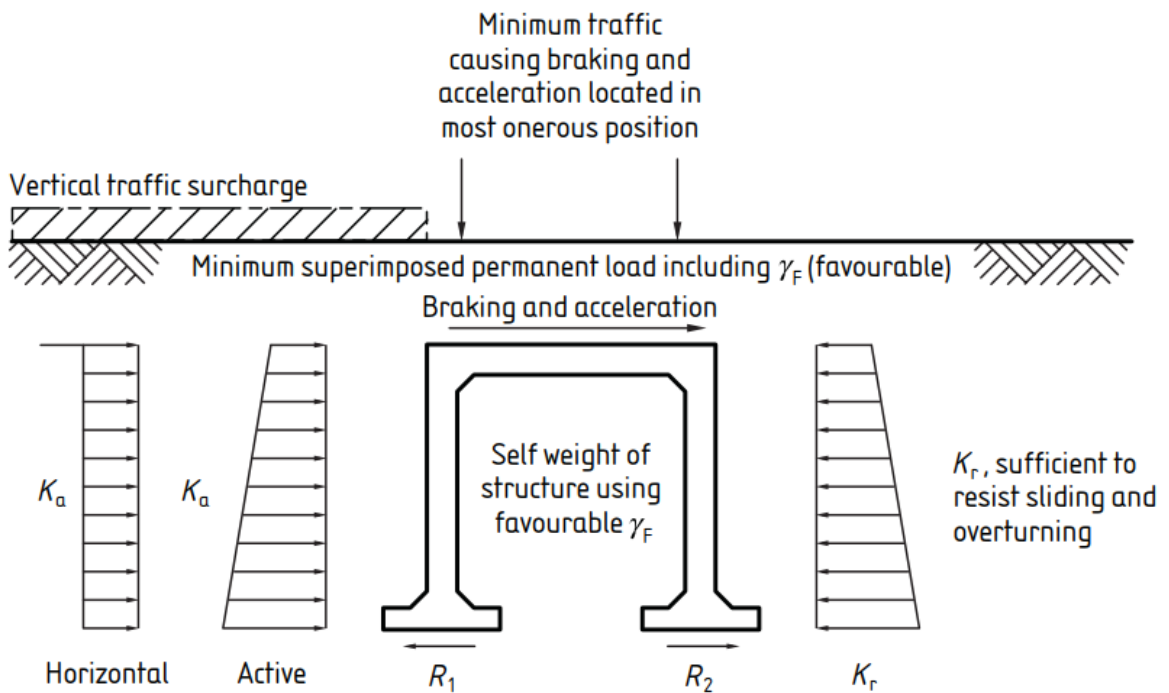 Minimum traffic
causing braking and
acceleration located in
most onerous position
Vertical traffic surcharge
Minimum superimposed permanent load including γF (favourable)
Braking and acceleration
Ka
Ka
Self weight of
structure using
favourable γF
Kr, sufficient to
resist sliding and
overturning
Horizontal
Active
R1
R2
Kr